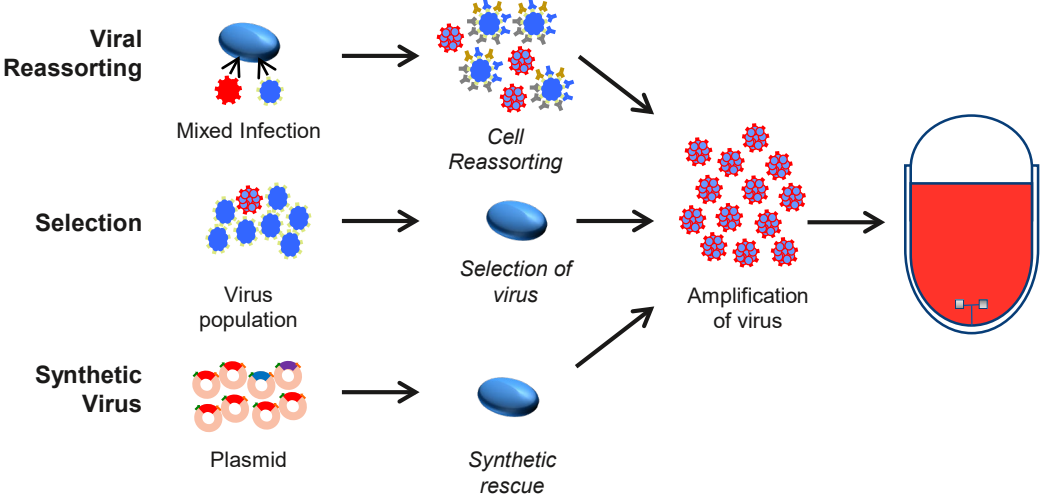 Viral
Reassorting
Mixed Infection
Cell
Reassorting
Selection
Virus
population
Selection of
virus
Amplification
of virus
Synthetic
Virus
Plasmid
Synthetic
rescue